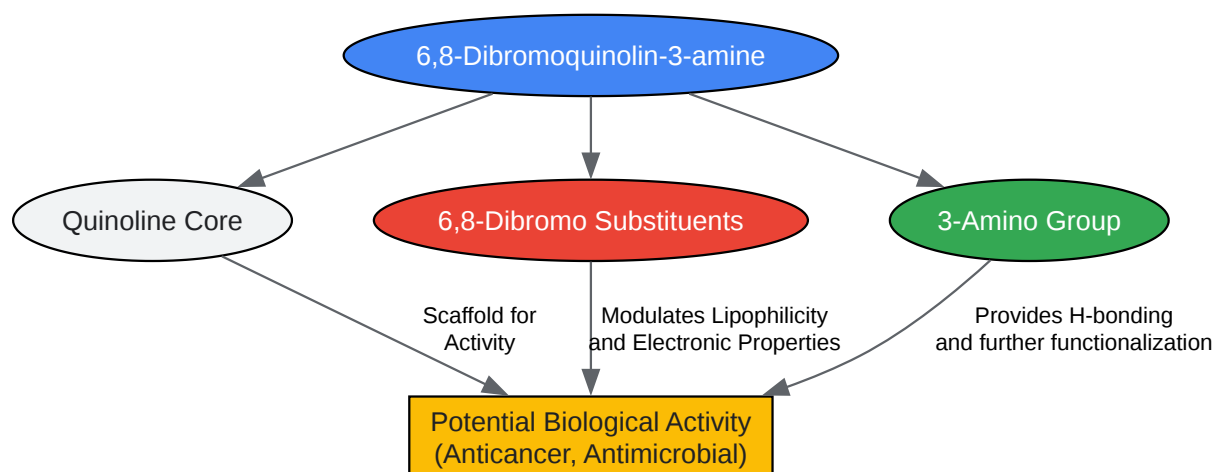 6,8-Dibromoquinolin-3-amine
Quinoline Core
6,8-Dibromo Substituents
3-Amino Group
Scaffold for
Activity
Modulates Lipophilicity
and Electronic Properties
Provides H-bonding
and further functionalization
Potential Biological Activity
(Anticancer, Antimicrobial)